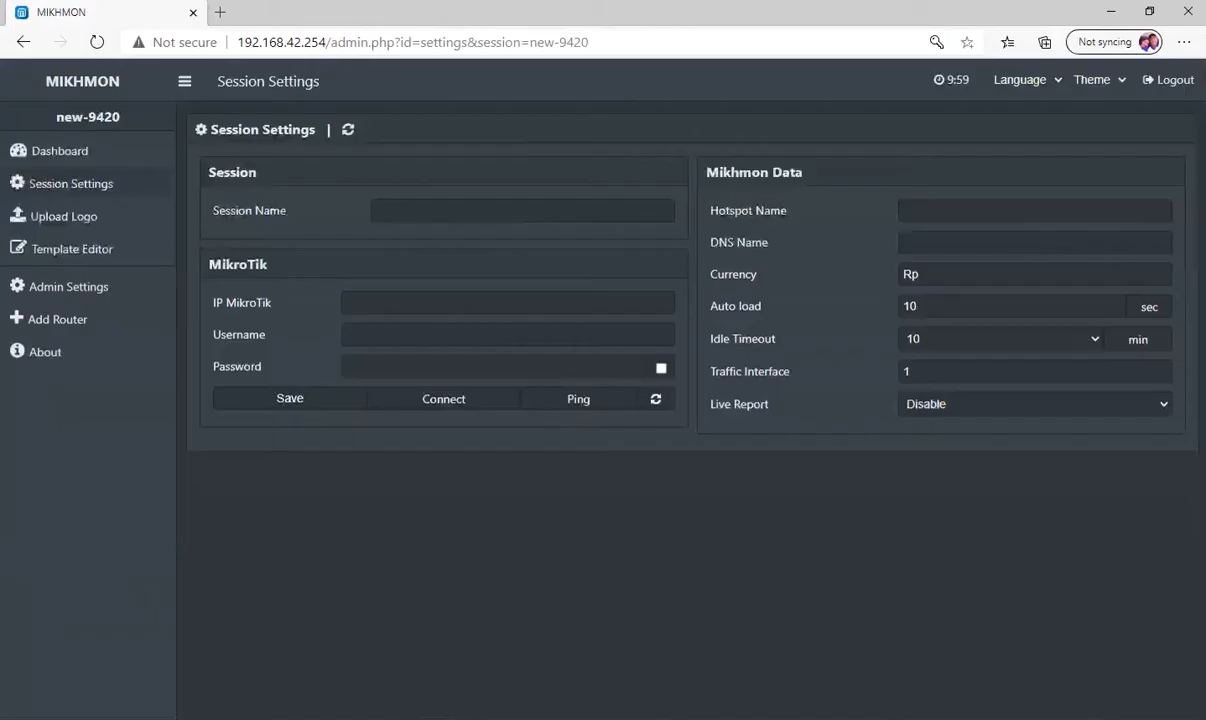 MIKHMON
Not secure
192.168.42.254/admin.php?id=settings&session=new-9420
Not syncing
MIKHMON
Session Settings
9:59
Language
Theme
Logout
new-9420
Dashboard
Session Settings
Upload Logo
Template Editor
Admin Settings
Add Router
About
Session Settings |
Session
Session Name
MikroTik
IP MikroTik
Username
Password
Save
Connect
Ping
Mikhmon Data
Hotspot Name
DNS Name
Currency Rp
Auto load 10 sec
Idle Timeout 10 min
Traffic Interface 1
Live Report Disable